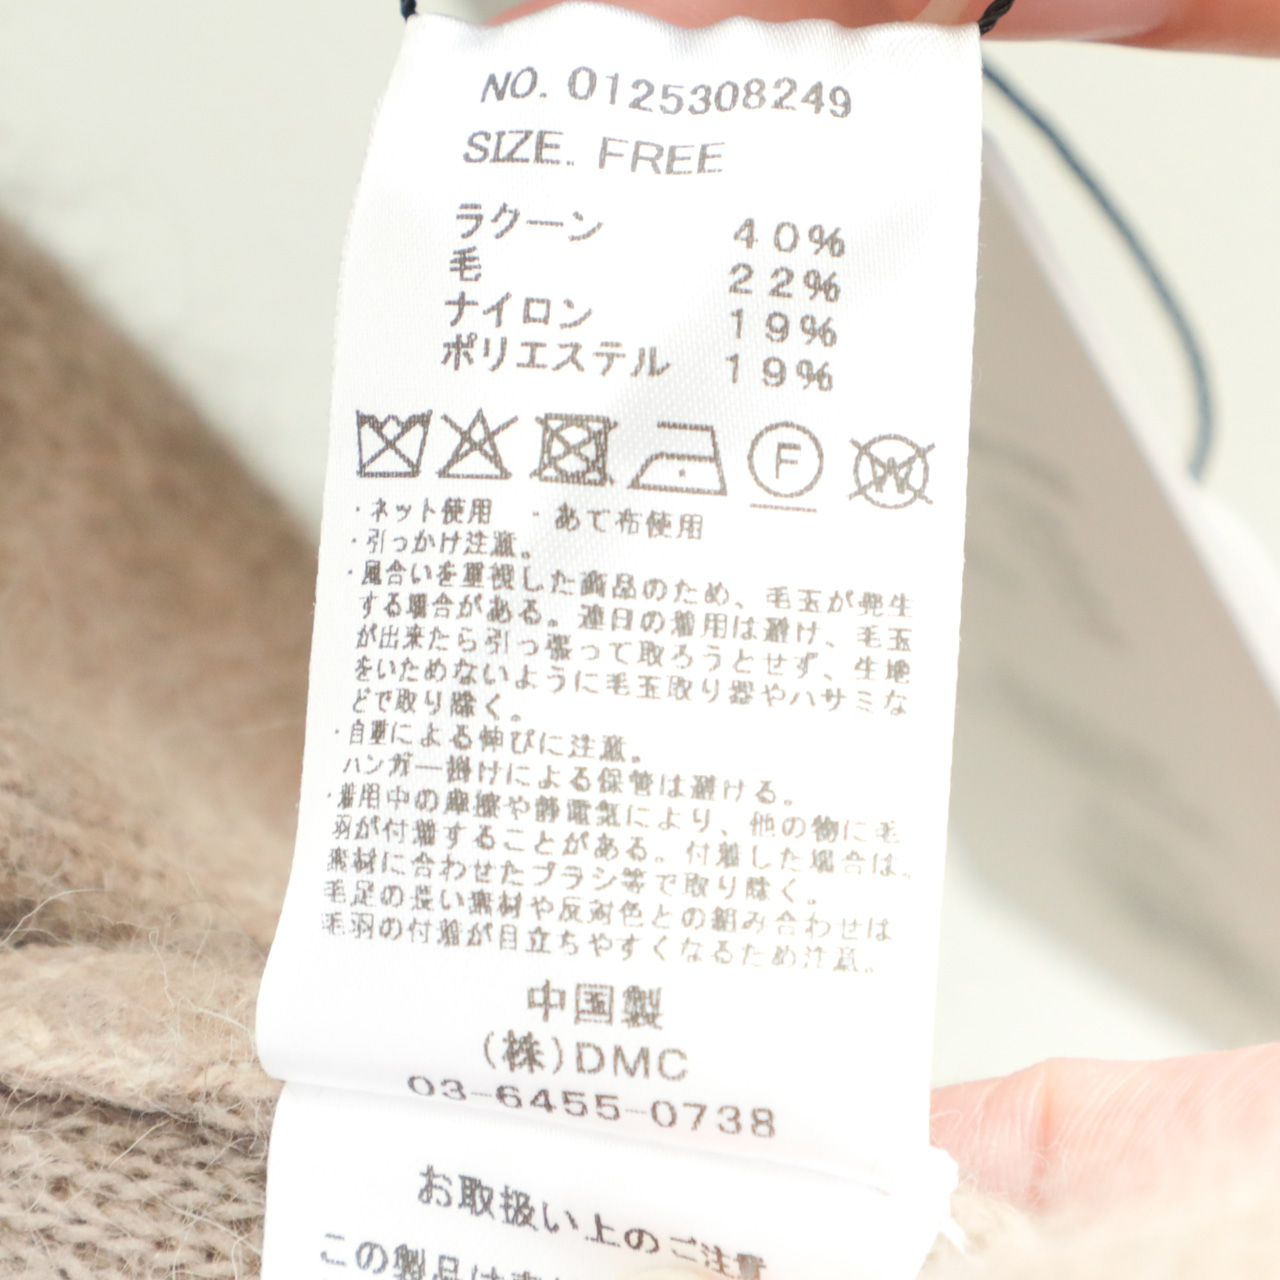 NO. 0125308249
SIZE. FREE
ラクーン 40%
毛 22%
ナイロン 19%
ポリエステル 19%
F W
・ネット使用 ・あて布使用
・引っかけ注意。
・風合いを重視した商品のため、毛玉が発生
する場合がある。連日の着用は避け、毛玉
が出来たら引っ張って取ろうとせず、生地
をいためないように毛玉取り器やハサミな
どで取り除く。
・自重による伸びに注意。
ハンガー掛けによる保管は避ける。
・着用中の摩擦や静電気により、他の物に毛
羽が付着することがある。付着した場合は、
素材に合わせたブラシ等で取り除く。
毛足の長い素材や反対色との組み合わせは
毛羽の付着が目立ちやすくなるため注意。
中国製
(株)DMC
03-6455-0738
お取扱い上のご注意
この製品は